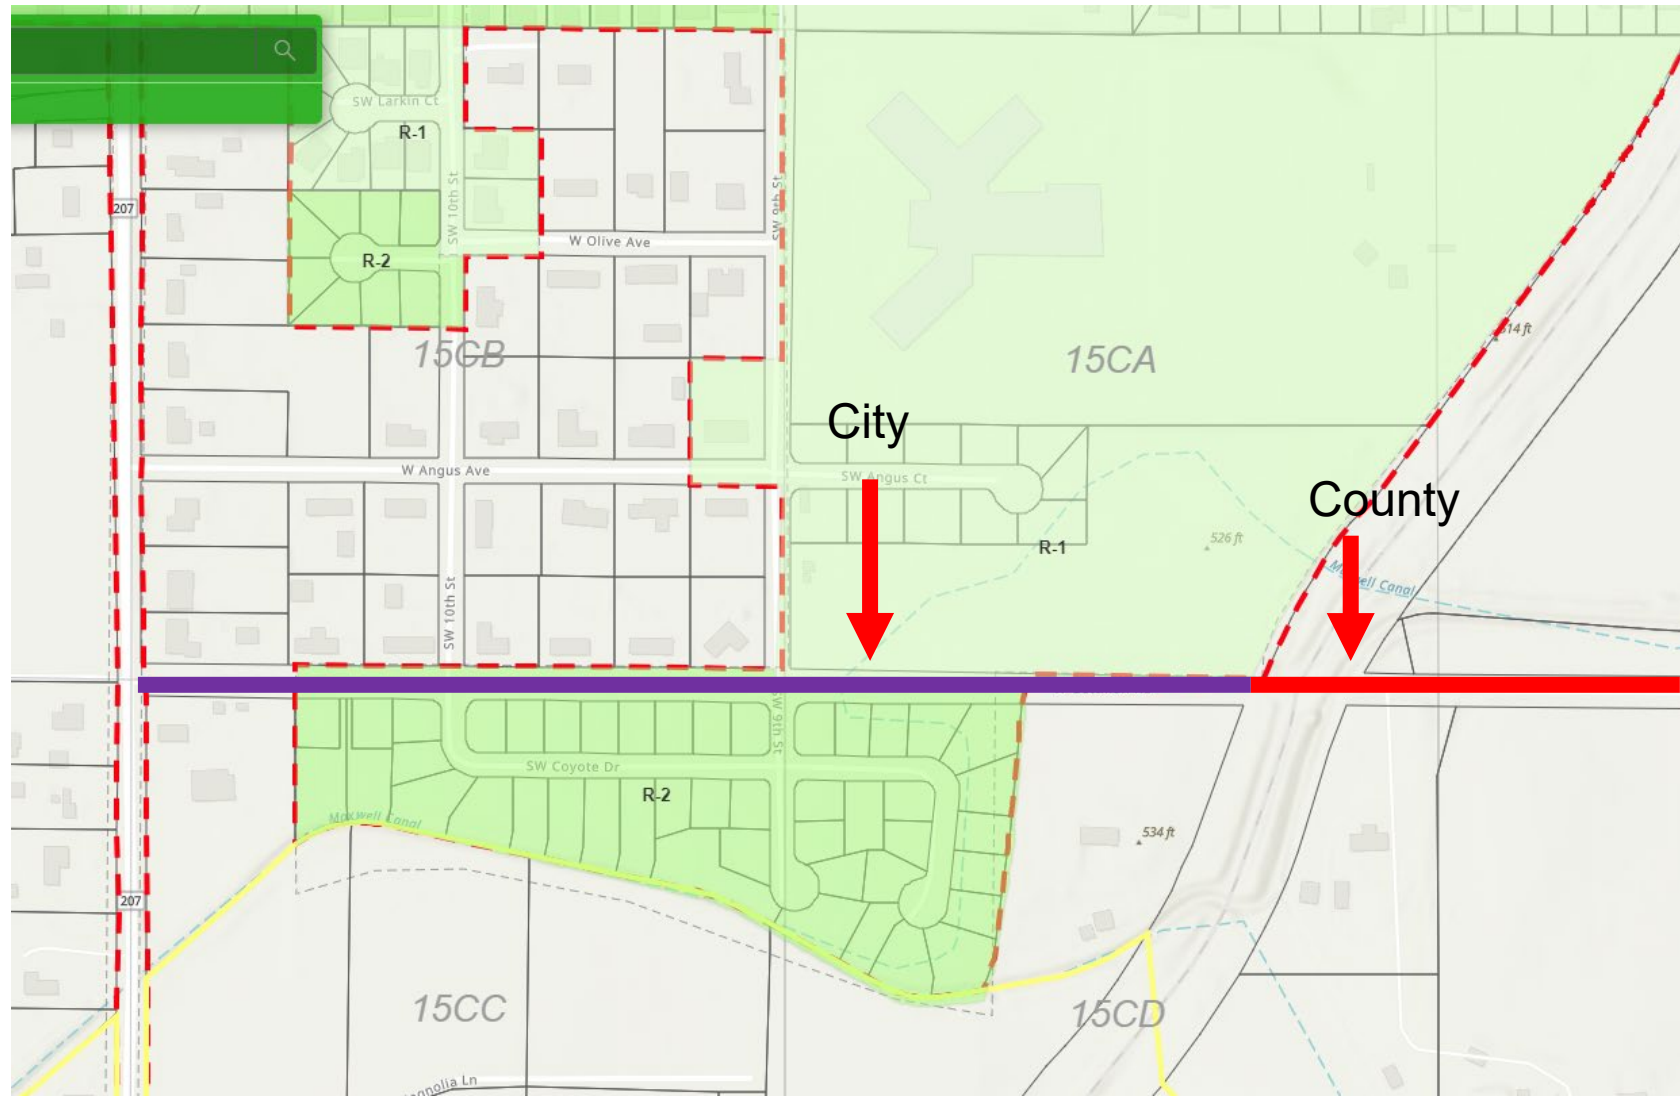 SW Larkin Ct
R-1
SW 10th St
SW 9th St
207
W Olive Ave
R-2
514 ft
15CB
15CA
City
W Angus Ave
SW Angus Ct
County
526 ft
R-1
Maxwell Canal
SW 10th St
SW 9th St
SW Coyote Dr
R-2
Maxwell Canal
534 ft
207
15CC
15CD